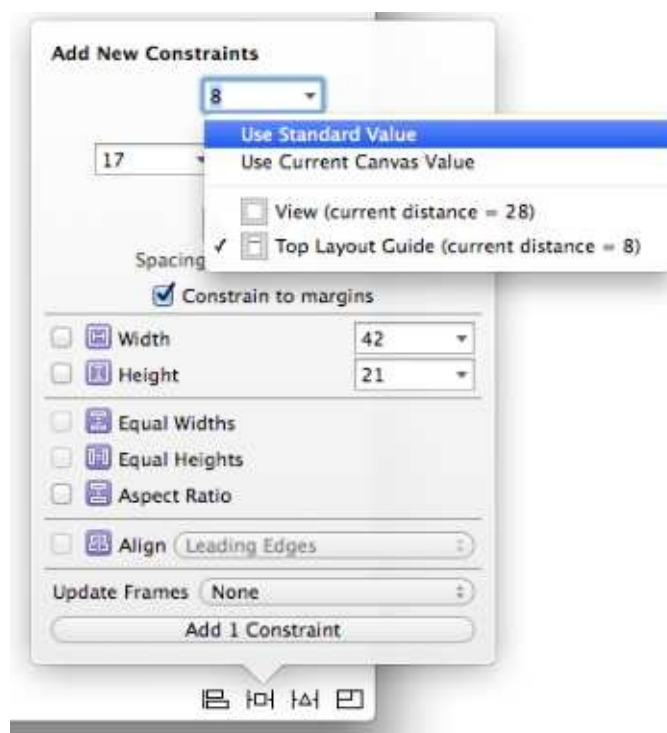 Add New Constraints
8
Use Standard Value
17
Use Current Canvas Value
View (current distance = 28)
✓ Top Layout Guide (current distance = 8)
Spacing
Constrain to margins
Width 42
Height 21
Equal Widths
Equal Heights
Aspect Ratio
Align Leading Edges
Update Frames None
Add 1 Constraint